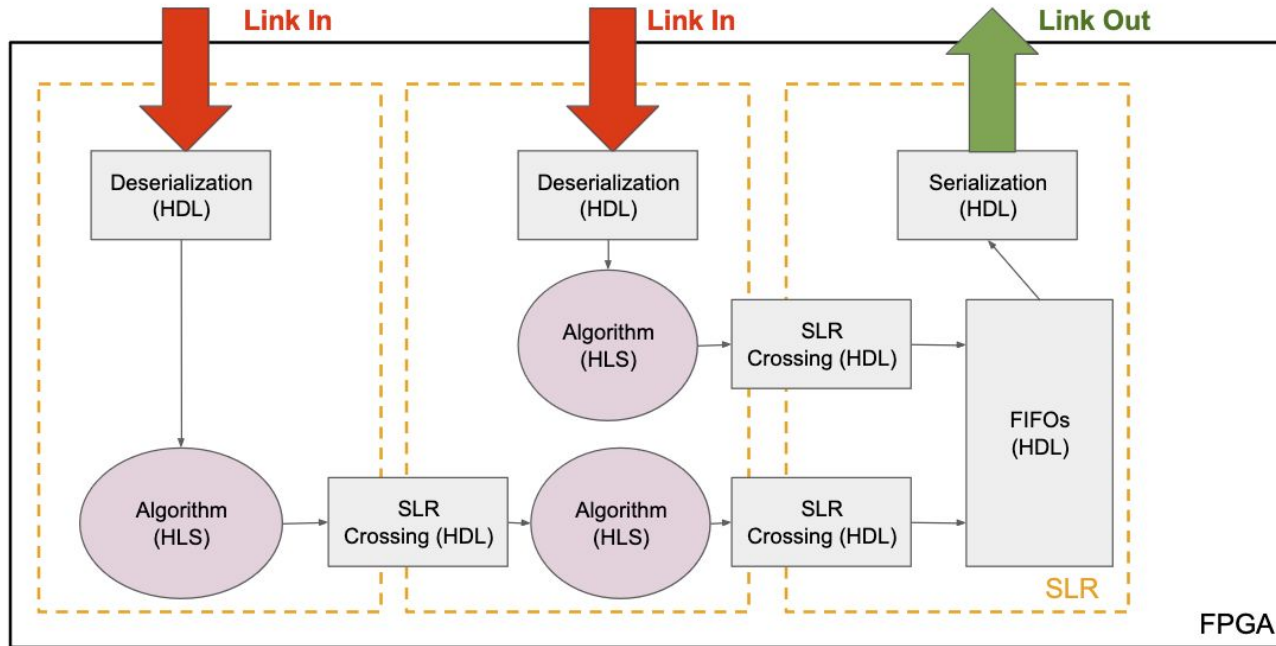 Link In
Link In
Link Out
Deserialization
(HDL)
Deserialization
(HDL)
Serialization
(HDL)
Algorithm
(HLS)
SLR
Crossing (HDL)
FIFOs
(HDL)
Algorithm
(HLS)
SLR
Crossing (HDL)
Algorithm
(HLS)
SLR
Crossing (HDL)
SLR
FPGA